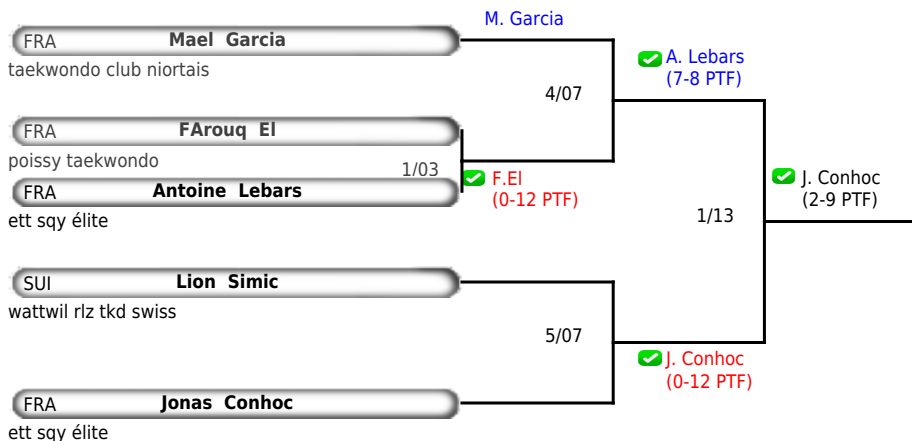 M. Garcia
FRA Mael Garcia
taekwondo club niortais
A. Lebars
(7-8 PTF)
4/07
FRA FArouq El
poissy taekwondo
1/03
F.El
(0-12 PTF)
FRA Antoine Lebars
ett sqy élite
J. Conhoc
(2-9 PTF)
1/13
SUI Lion Simic
wattwil rlz tkd swiss
5/07
J. Conhoc
(0-12 PTF)
FRA Jonas Conhoc
ett sqy élite